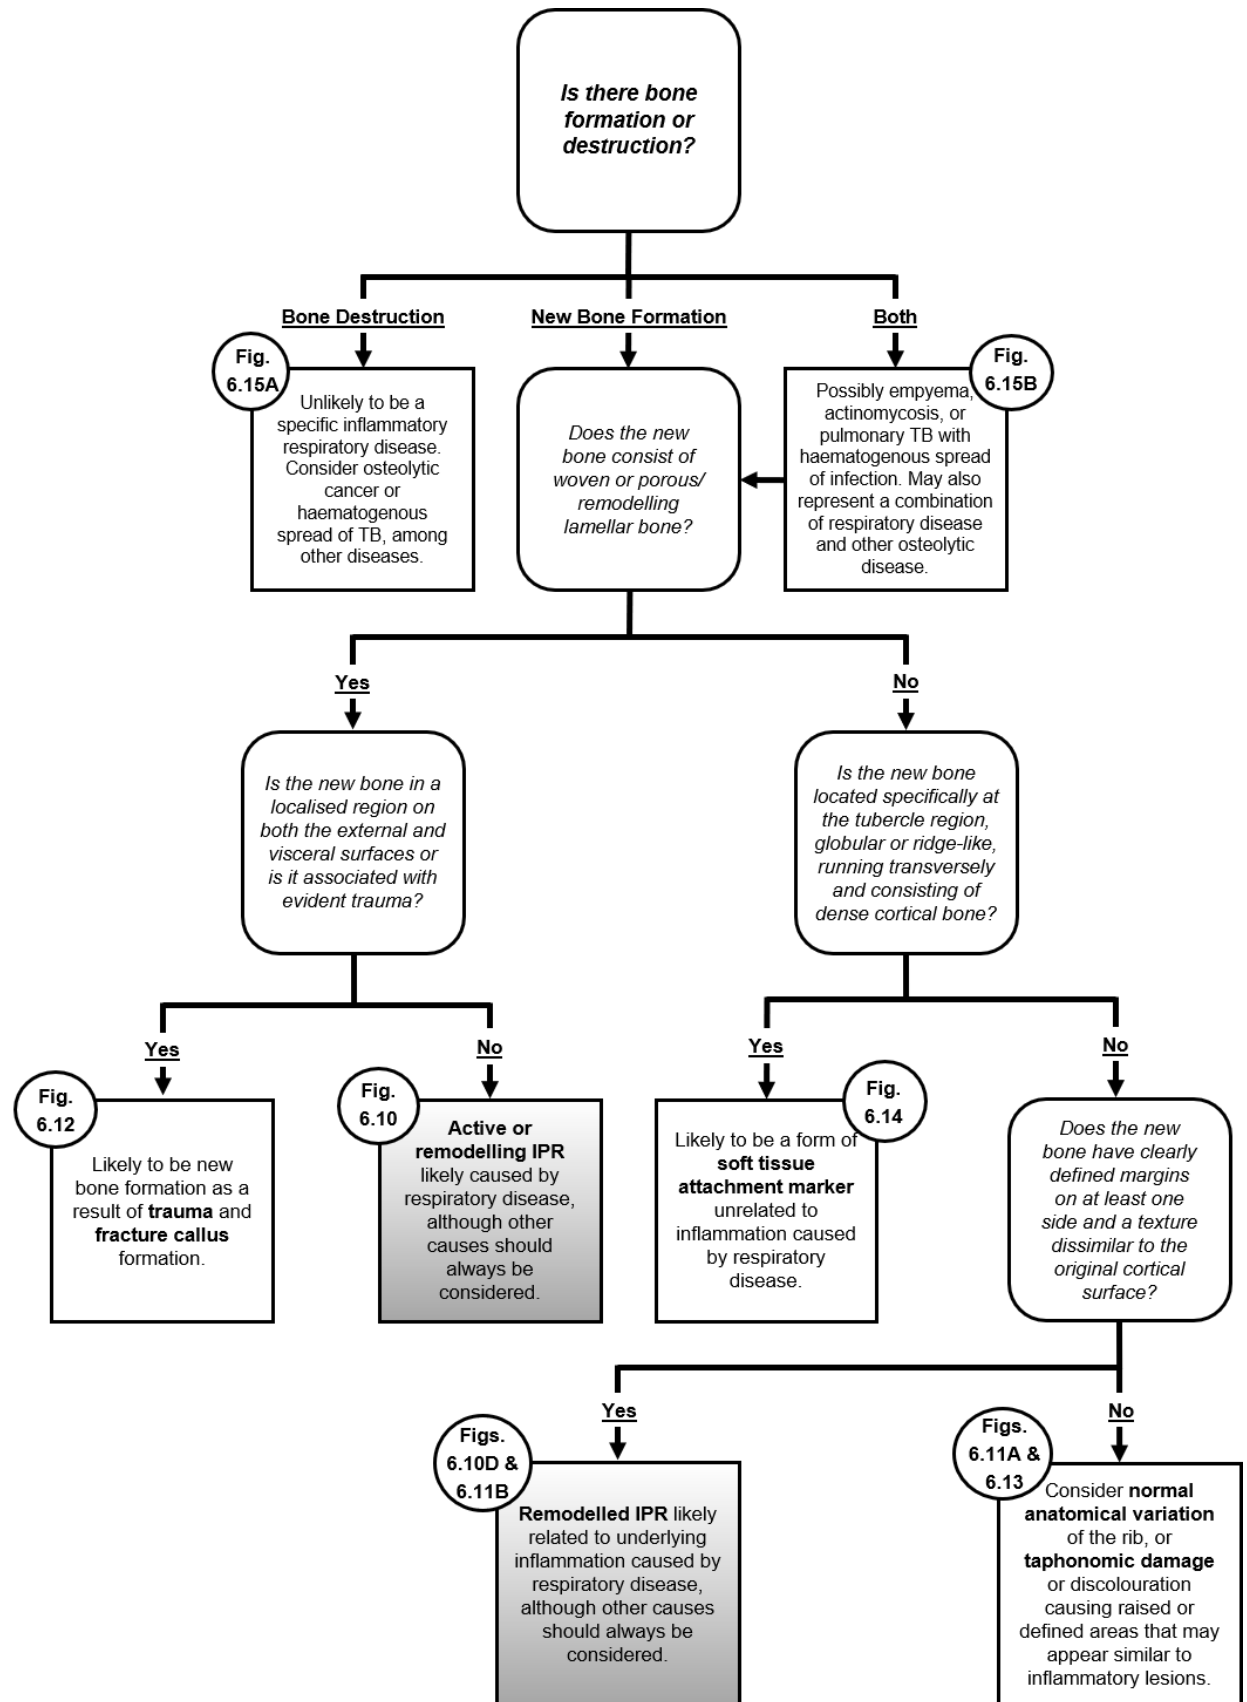 Is there bone
formation or
destruction?
Bone Destruction
New Bone Formation
Both
Fig.
6.15A
Unlikely to be a
specific inflammatory
respiratory disease.
Consider osteolytic
cancer or
haematogenous
spread of TB, among
other diseases.
Does the new
bone consist of
woven or porous/
remodelling
lamellar bone?
Fig.
6.15B
Possibly empyema,
actinomycosis, or
pulmonary TB with
haematogenous spread
of infection. May also
represent a combination
of respiratory disease
and other osteolytic
disease.
Yes
No
Is the new bone in a
localised region on
both the external and
visceral surfaces or
is it associated with
evident trauma?
Is the new bone
located specifically at
the tubercle region,
globular or ridge-like,
running transversely
and consisting of
dense cortical bone?
Yes
No
Yes
No
Fig.
6.12
Likely to be new
bone formation as a
result of trauma and
fracture callus
formation.
Fig.
6.10
Active or
remodelling IPR
likely caused by
respiratory disease,
although other
causes should
always be
considered.
Fig.
6.14
Likely to be a form of
soft tissue
attachment marker
unrelated to
inflammation caused
by respiratory
disease.
Does the new
bone have clearly
defined margins
on at least one
side and a texture
dissimilar to the
original cortical
surface?
Yes
No
Figs.
6.10D &
6.11B
Remodelled IPR likely
related to underlying
inflammation caused by
respiratory disease,
although other causes
should always be
considered.
Figs.
6.11A &
6.13
Consider normal
anatomical variation
of the rib, or
taphonomic damage
or discolouration
causing raised or
defined areas that may
appear similar to
inflammatory lesions.